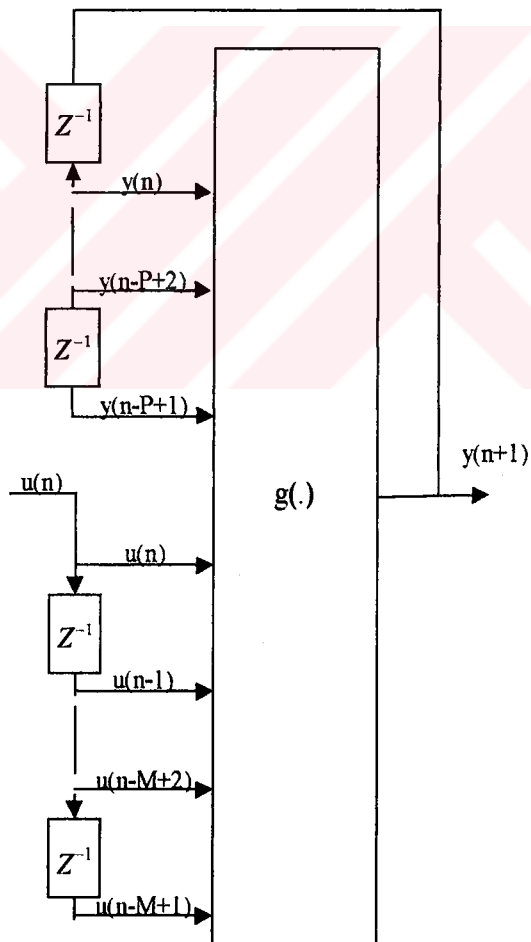 Z⁻¹
y(n)
y(n-P+2)
Z⁻¹
y(n-P+1)
y(n+1)
u(n)
g(.)
u(n)
Z⁻¹
u(n-1)
u(n-M+2)
Z⁻¹
u(n-M+1)